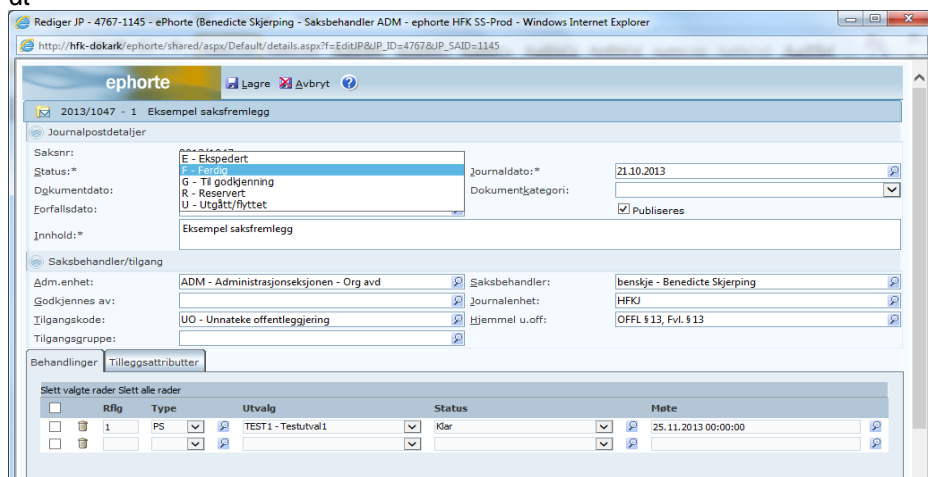 Rediger JP - 4767-1145 - ePhorte (Benedicte Skjerping - Saksbehandler ADM - ephorte HFK SS-Prod - Windows Internet Explorer
http://hfk-dokark/ephorte/shared/aspx/Default/details.aspx?f=EditJP&JP_ID=4767&JP_SAID=1145
ephorte Lagre Avbryt
2013/1047 - 1 Eksempel saksfremlegg
Journalpostdetaljer
Saksnr:
E - Ekspedert
Status:* F - Ferdig Journaldato:* 21.10.2013
G - Til godkjenning
Dokumentdato: R - Reservert Dokumentkategori:
U - Utgått/flyttet
Forfallsdato: Publiseres
Innhold:* Eksempel saksfremlegg
Saksbehandler/tilgang
Adm.enhet: ADM - Administrasjonseksjonen - Org avd Saksbehandler: benskje - Benedicte Skjerping
Godkjennes av: Journalenhet: HFKJ
Tilgangskode: UO - Unnateke offentleggjering Hjemmel u.off: OFFL §13, Fvl. §13
Tilgangsgruppe:
Behandlinger Tilleggsattributter
Slett valgte rader Slett alle rader
Rflg Type Utvalg Status Møte
1 PS TEST1 - Testutval1 Klar 25.11.2013 00:00:00